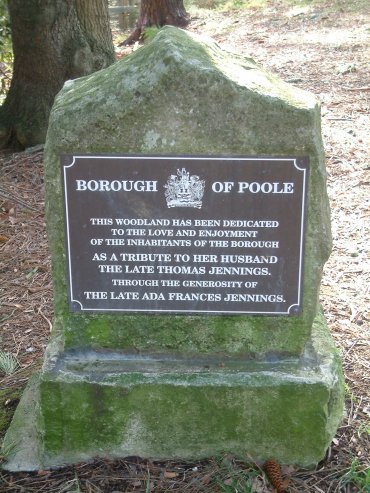 BOROUGH OF POOLE
THIS WOODLAND HAS BEEN DEDICATED
TO THE LOVE AND ENJOYMENT
OF THE INHABITANTS OF THE BOROUGH
AS A TRIBUTE TO HER HUSBAND
THE LATE THOMAS JENNINGS.
THROUGH THE GENEROSITY OF
THE LATE ADA FRANCES JENNINGS.